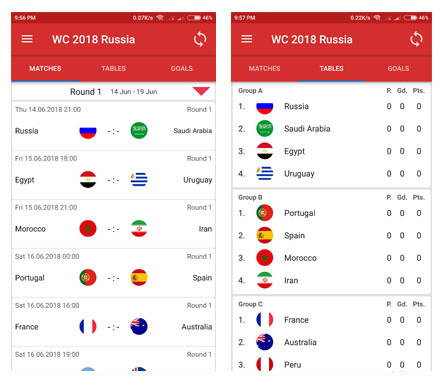 9:56 PM 0.07K/s 46%
WC 2018 Russia
MATCHES TABLES GOALS
Round 1 14 Jun - 19 Jun
Thu 14.06.2018 21:00 Round 1
Russia - : - Saudi Arabia
Fri 15.06.2018 18:00 Round 1
Egypt - : - Uruguay
Fri 15.06.2018 21:00 Round 1
Morocco - : - Iran
Sat 16.06.2018 00:00 Round 1
Portugal - : - Spain
Sat 16.06.2018 16:00 Round 1
France - : - Australia
Sat 16.06.2018 19:00 Round 1
9:57 PM 0.22K/s 46%
WC 2018 Russia
MATCHES TABLES GOALS
Group A P. Gd. Pts.
1. Russia 0 0 0
2. Saudi Arabia 0 0 0
3. Egypt 0 0 0
4. Uruguay 0 0 0
Group B P. Gd. Pts.
1. Portugal 0 0 0
2. Spain 0 0 0
3. Morocco 0 0 0
4. Iran 0 0 0
Group C P. Gd. Pts.
1. France 0 0 0
2. Australia 0 0 0
3. Peru 0 0 0